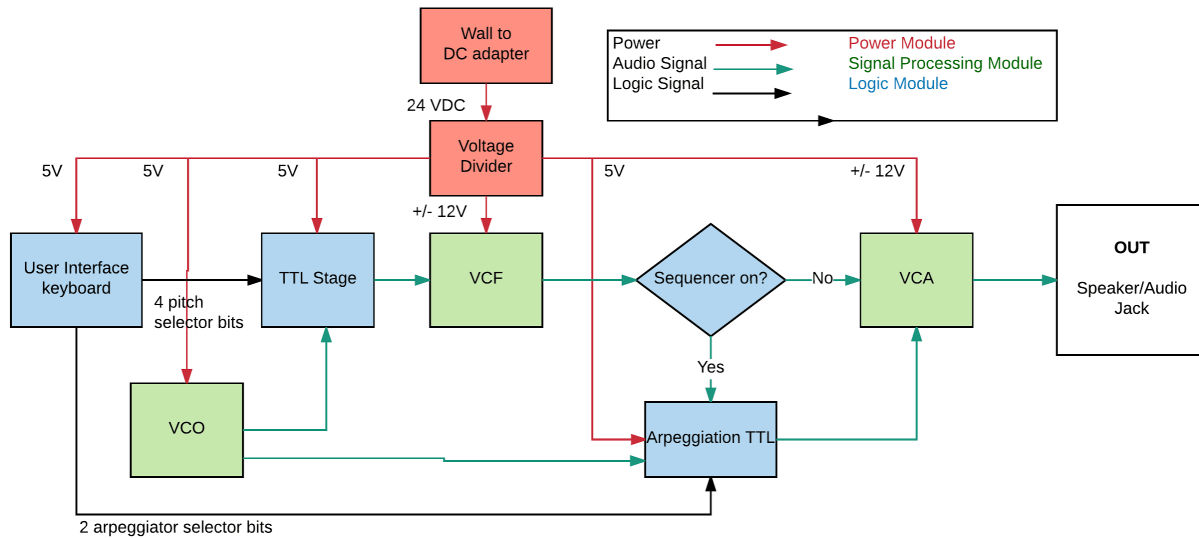 Wall to
DC adapter
Power
Power Module
Audio Signal
Signal Processing Module
Logic Signal
Logic Module
24 VDC
Voltage
Divider
5V
5V
5V
5V
+/- 12V
+/- 12V
User Interface
keyboard
TTL Stage
VCF
Sequencer on?
No
VCA
OUT
Speaker/Audio
Jack
4 pitch
selector bits
Yes
VCO
Arpeggiation TTL
2 arpeggiator selector bits